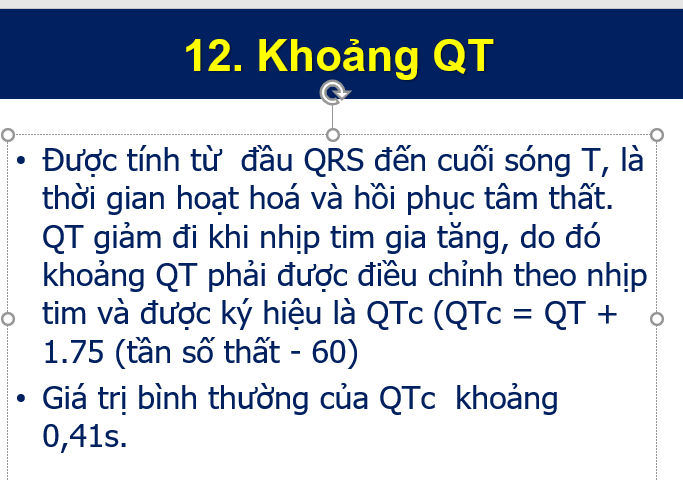 12. Khoảng QT
• Được tính từ  đầu QRS đến cuối sóng T, là
thời gian hoạt hoá và hồi phục tâm thất.
QT giảm đi khi nhịp tim gia tăng, do đó
khoảng QT phải được điều chỉnh theo nhịp
tim và được ký hiệu là QTc (QTc = QT +
1.75 (tần số thất - 60)
• Giá trị bình thường của QTc  khoảng
0,41s.